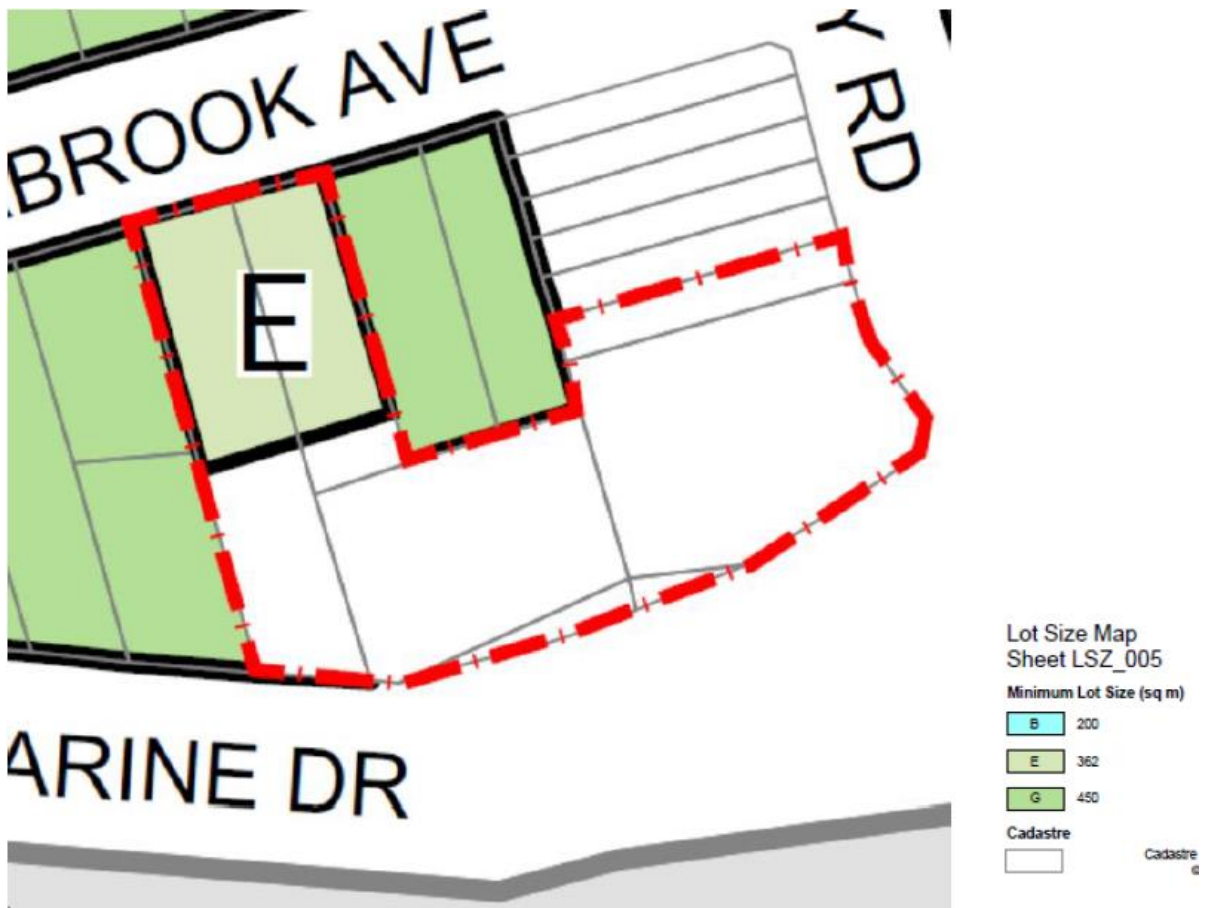 BROOK AVE
Y RD
E
ARINE DR
Lot Size Map
Sheet LSZ_005
Minimum Lot Size (sq m)
B 200
E 362
G 450
Cadastre
Cadastre
©